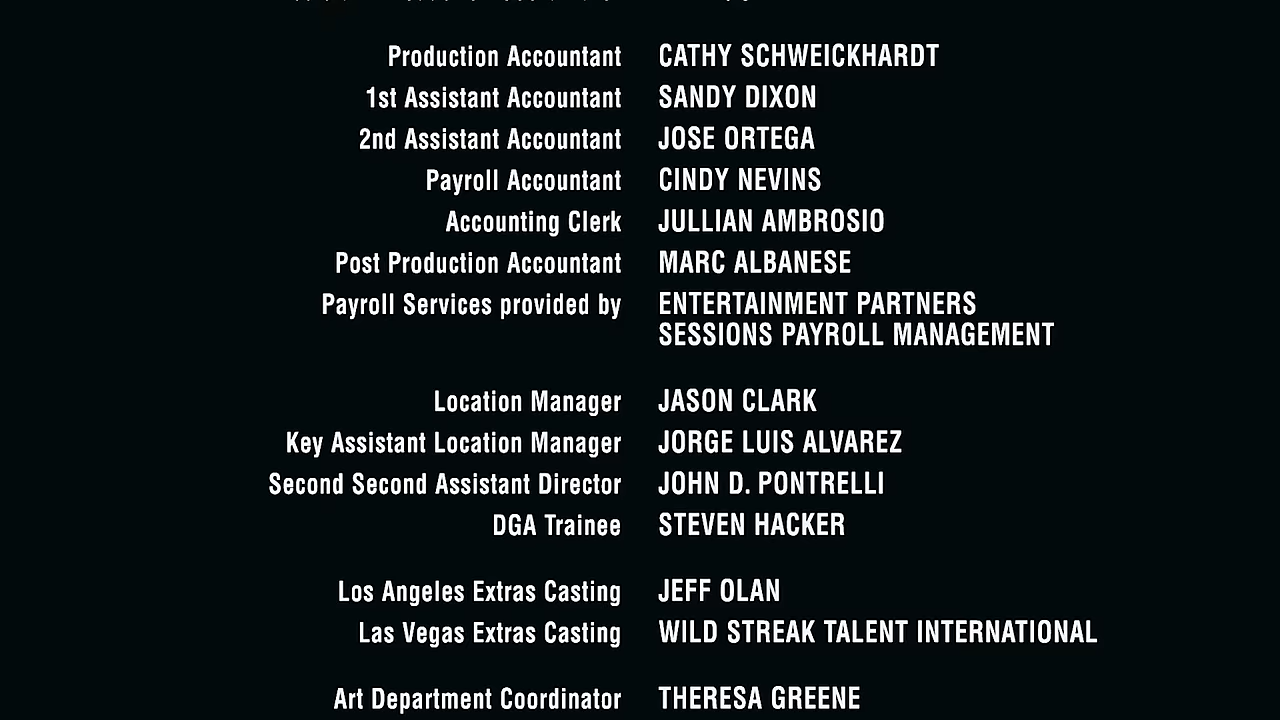 Production Accountant CATHY SCHWEICKHARDT
1st Assistant Accountant SANDY DIXON
2nd Assistant Accountant JOSE ORTEGA
Payroll Accountant CINDY NEVINS
Accounting Clerk JULLIAN AMBROSIO
Post Production Accountant MARC ALBANESE
Payroll Services provided by ENTERTAINMENT PARTNERS
SESSIONS PAYROLL MANAGEMENT
Location Manager JASON CLARK
Key Assistant Location Manager JORGE LUIS ALVAREZ
Second Second Assistant Director JOHN D. PONTRELLI
DGA Trainee STEVEN HACKER
Los Angeles Extras Casting JEFF OLAN
Las Vegas Extras Casting WILD STREAK TALENT INTERNATIONAL
Art Department Coordinator THERESA GREENE